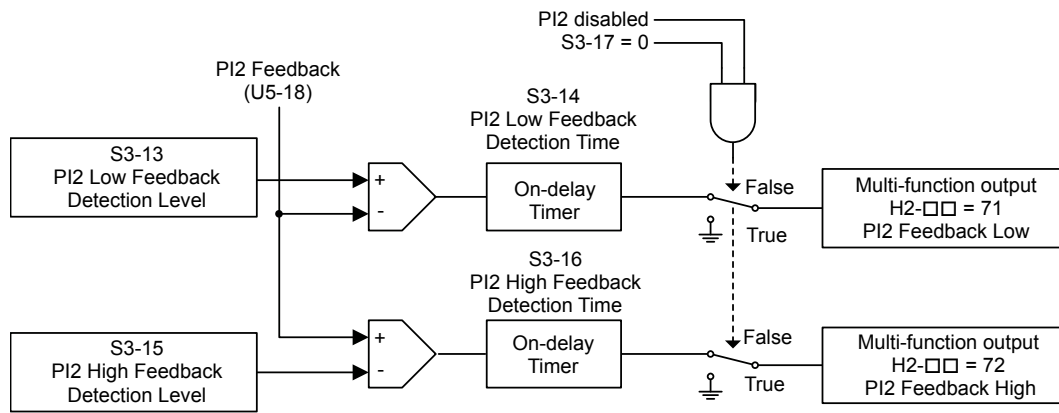 PI2 disabled
S3-17 = 0
PI2 Feedback
(U5-18)
S3-14
PI2 Low Feedback
Detection Time
S3-13
PI2 Low Feedback
Detection Level
+
-
On-delay
Timer
False
True
Multi-function output
H2-□□ = 71
PI2 Feedback Low
S3-16
PI2 High Feedback
Detection Time
S3-15
PI2 High Feedback
Detection Level
+
-
On-delay
Timer
False
True
Multi-function output
H2-□□ = 72
PI2 Feedback High